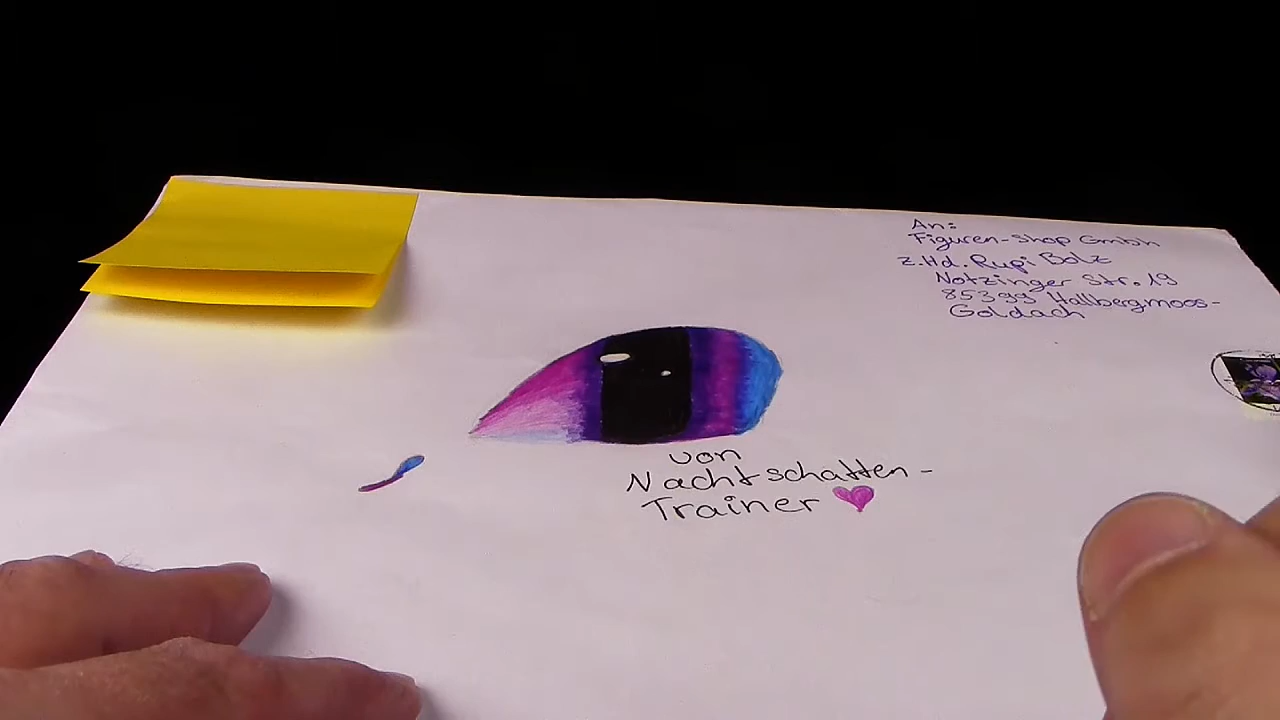 An:
Figuren-Shop Gmbh
z.Hd. Rupi Bolz
Notzinger Str. 19
85399 Hallbergmoos-
Goldach
von
Nachtschatten-
Trainer